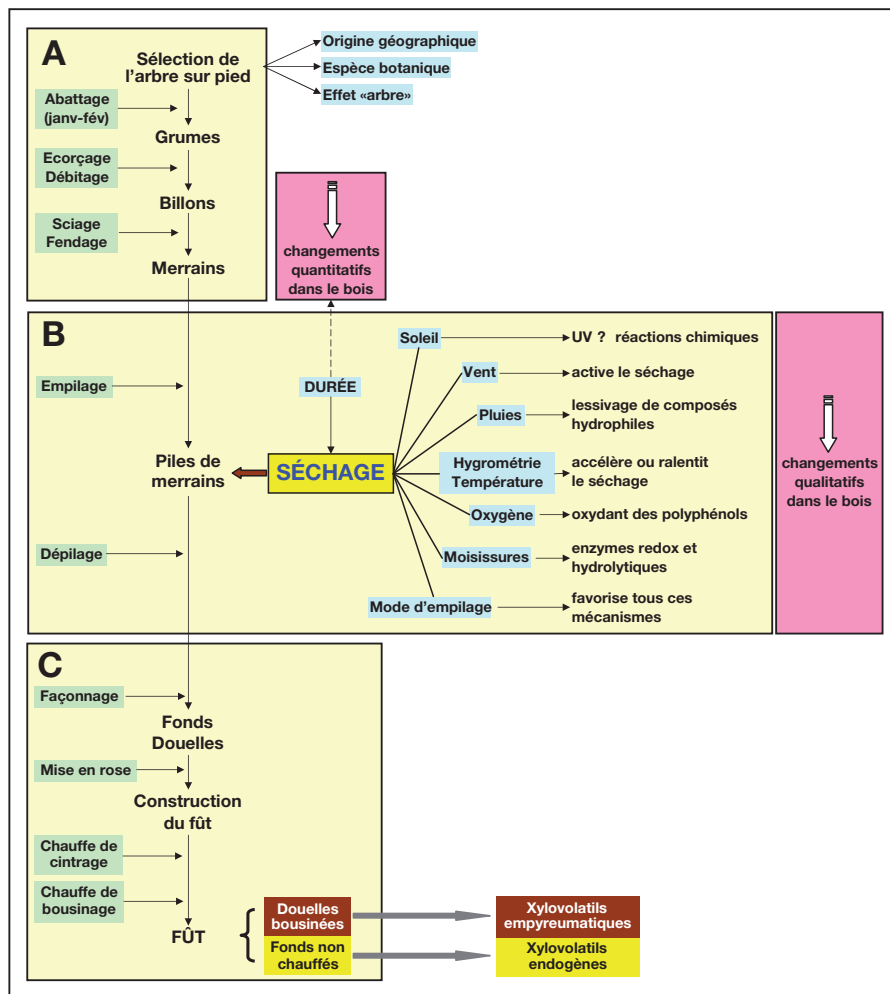 A
Sélection de
l'arbre sur pied
Origine géographique
Espèce botanique
Effet «arbre»
Abattage
(janv-fév)
Grumes
Ecorçage
Débitage
Billons
Sciage
Fendage
Merrains
changements
quantitatifs
dans le bois
B
DURÉE
Empilage
Piles de
merrains
SÉCHAGE
Dépilage
Soleil
UV ? réactions chimiques
Vent
active le séchage
Pluies
lessivage de composés
hydrophiles
Hygrométrie
Température
accélère ou ralentit
le séchage
Oxygène
oxydant des polyphénols
Moisissures
enzymes redox et
hydrolytiques
Mode d'empilage
favorise tous ces
mécanismes
changements
qualitatifs
dans le bois
C
Façonnage
Fonds
Douelles
Mise en rose
Construction
du fût
Chauffe de
cintrage
Chauffe de
bousinage
FÛT
Douelles
bousinées
Fonds non
chauffés
Xylovolatils
empyreumatiques
Xylovolatils
endogènes